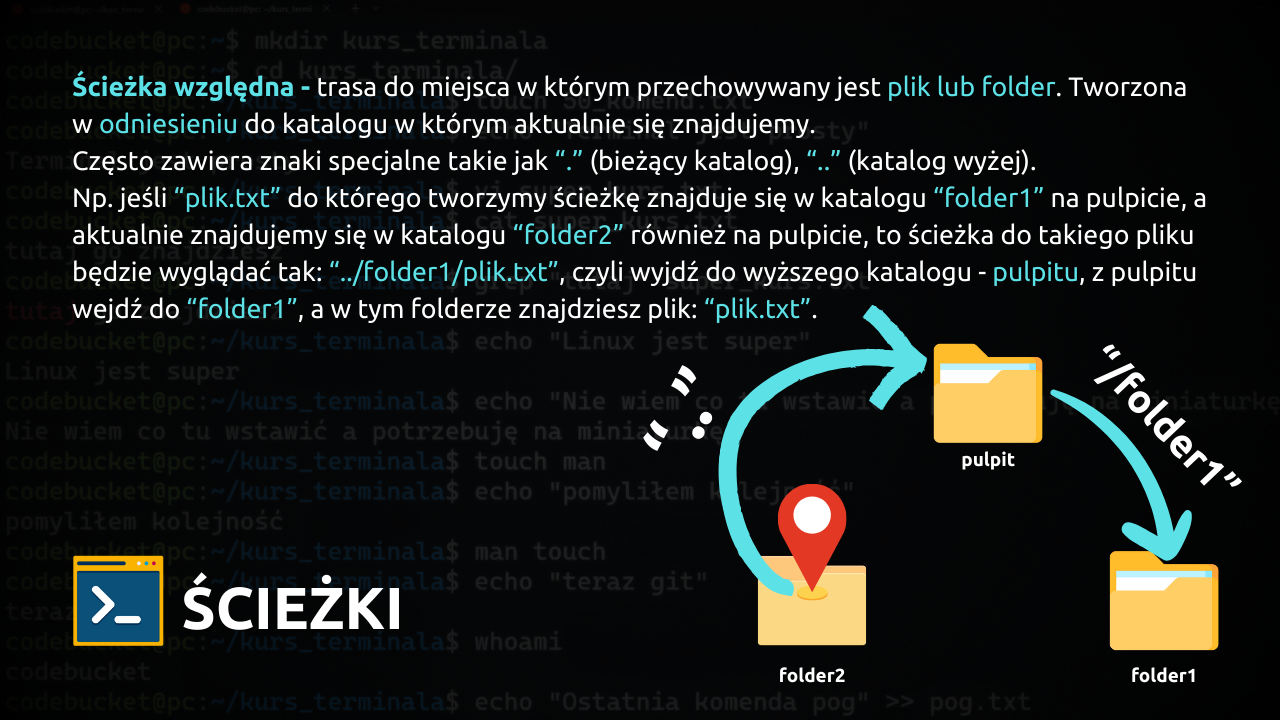 Ścieżka względna - trasa do miejsca w którym przechowywany jest plik lub folder. Tworzona
w odniesieniu do katalogu w którym aktualnie się znajdujemy.
Często zawiera znaki specjalne takie jak “.” (bieżący katalog), “..” (katalog wyżej).
Np. jeśli “plik.txt” do którego tworzymy ścieżkę znajduje się w katalogu “folder1” na pulpicie, a
aktualnie znajdujemy się w katalogu “folder2” również na pulpicie, to ścieżka do takiego pliku
będzie wyglądać tak: “../folder1/plik.txt”, czyli wyjdź do wyższego katalogu - pulpitu, z pulpitu
wejdź do “folder1”, a w tym folderze znajdziesz plik: “plik.txt”.
“..”
“/folder1”
pulpit
folder2
folder1
ŚCIEŻKI
codebucket@pc:~$ mkdir kurs_terminala
codebucket@pc:~/kurs_terminala$ echo "Linux jest super"
Linux jest super
codebucket@pc:~/kurs_terminala$ echo "Nie wiem co tu wstawić a
Nie wiem co tu wstawić a potrzebuję na miniaturkę
codebucket@pc:~/kurs_terminala$ touch man
codebucket@pc:~/kurs_terminala$ echo "pomyliłem kolejność"
pomyliłem kolejność
codebucket@pc:~/kurs_terminala$ man touch
codebucket@pc:~/kurs_terminala$ echo "teraz git"
teraz
codebucket@pc:~/kurs_terminala$ whoami
codebucket
codebucket@pc:~/kurs_terminala$ echo "Ostatnia komenda pog" >> pog.txt